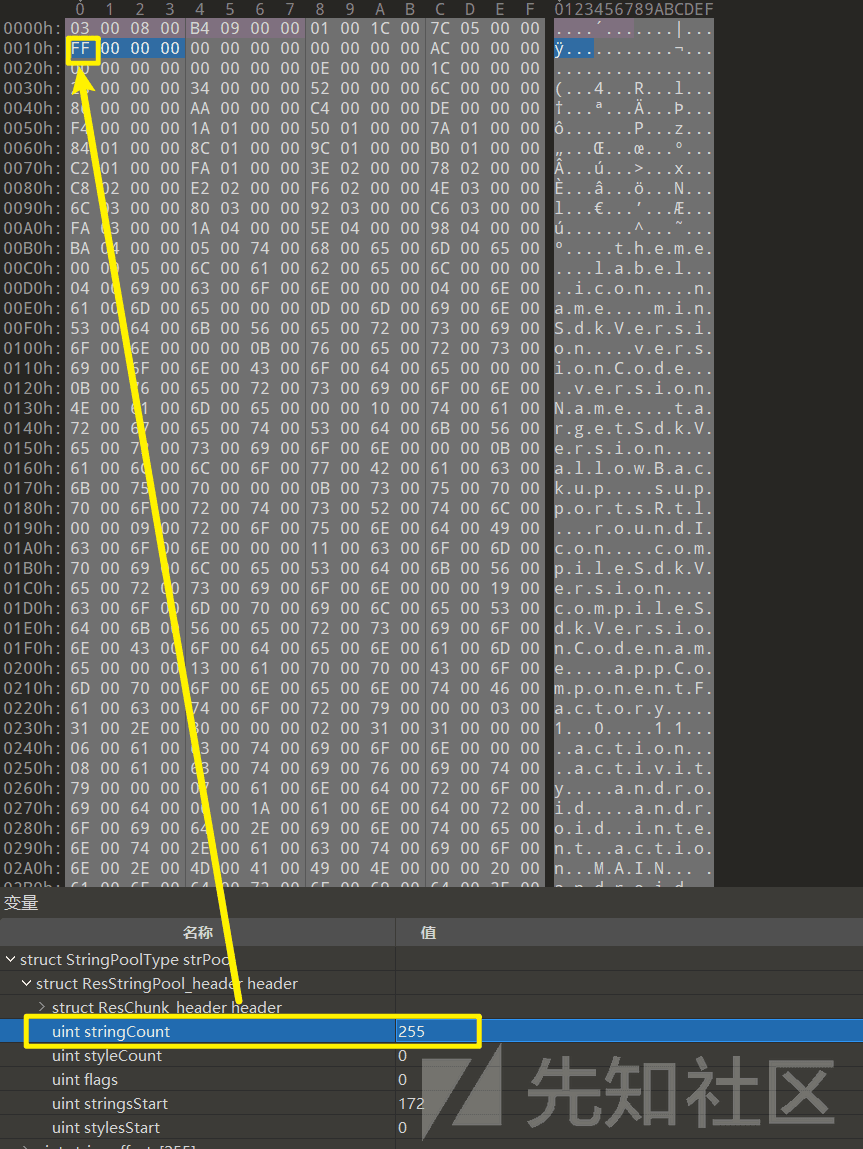 0 1 2 3 4 5 6 7 8 9 A B C D E F 0123456789ABCDEF
0000h: 03 00 08 00 B4 09 00 00 01 00 1C 00 7C 05 00 00 ....´.......|...
0010h: FF 00 00 00 00 00 00 00 00 00 00 00 AC 00 00 00 ÿ...........¬...
0020h: 00 00 00 00 00 00 00 00 0E 00 00 00 1C 00 00 00 ................
0030h: 00 00 00 34 00 00 00 52 00 00 00 6C 00 00 00 (...4...R...l...
0040h: 00 00 00 AA 00 00 00 C4 00 00 00 DE 00 00 00 †...ª...Ä...Þ...
0050h: F4 00 00 00 1A 01 00 00 50 01 00 00 7A 01 00 00 ô.......P...z...
0060h: 84 01 00 00 8C 01 00 00 9C 01 00 00 B0 01 00 00 „...Œ...œ...°...
0070h: C2 01 00 00 FA 01 00 00 3E 02 00 00 78 02 00 00 Â...ú...>...x...
0080h: C8 02 00 00 E2 02 00 00 F6 02 00 00 4E 03 00 00 È...â...ö...N...
0090h: 6C 03 00 00 80 03 00 00 92 03 00 00 C6 03 00 00 l...€...’...Æ...
00A0h: FA 03 00 00 1A 04 00 00 5E 04 00 00 98 04 00 00 ú.......^...˜...
00B0h: BA 04 00 00 05 00 74 00 68 00 65 00 6D 00 65 00 º.....t.h.e.m.e.
00C0h: 00 00 05 00 6C 00 61 00 62 00 65 00 6C 00 00 00 ....l.a.b.e.l...
00D0h: 04 00 69 00 63 00 6F 00 6E 00 00 00 04 00 6E 00 ..i.c.o.n.....n.
00E0h: 61 00 6D 00 65 00 00 00 0D 00 6D 00 69 00 6E 00 a.m.e.....m.i.n.
00F0h: 53 00 64 00 6B 00 56 00 65 00 72 00 73 00 69 00 S.d.k.V.e.r.s.i.
0100h: 6F 00 6E 00 00 00 0B 00 76 00 65 00 72 00 73 00 o.n.....v.e.r.s.
0110h: 69 00 6F 00 6E 00 43 00 6F 00 64 00 65 00 00 00 i.o.n.C.o.d.e...
0120h: 0B 00 76 00 65 00 72 00 73 00 69 00 6F 00 6E 00 ..v.e.r.s.i.o.n.
0130h: 4E 00 61 00 6D 00 65 00 00 00 10 00 74 00 61 00 N.a.m.e.....t.a.
0140h: 72 00 67 00 65 00 74 00 53 00 64 00 6B 00 56 00 r.g.e.t.S.d.k.V.
0150h: 65 00 72 00 73 00 69 00 6F 00 6E 00 00 00 0B 00 e.r.s.i.o.n.....
0160h: 61 00 6C 00 6C 00 6F 00 77 00 42 00 61 00 63 00 a.l.l.o.w.B.a.c.
0170h: 6B 00 75 00 70 00 00 00 0B 00 73 00 75 00 70 00 k.u.p.....s.u.p.
0180h: 70 00 6F 00 72 00 74 00 73 00 52 00 74 00 6C 00 p.o.r.t.s.R.t.l.
0190h: 00 00 09 00 72 00 6F 00 75 00 6E 00 64 00 49 00 ....r.o.u.n.d.I.
01A0h: 63 00 6F 00 6E 00 00 00 11 00 63 00 6F 00 6D 00 c.o.n.....c.o.m.
01B0h: 70 00 69 00 6C 00 65 00 53 00 64 00 6B 00 56 00 p.i.l.e.S.d.k.V.
01C0h: 65 00 72 00 73 00 69 00 6F 00 6E 00 00 00 19 00 e.r.s.i.o.n.....
01D0h: 63 00 6F 00 6D 00 70 00 69 00 6C 00 65 00 53 00 c.o.m.p.i.l.e.S.
01E0h: 64 00 6B 00 56 00 65 00 72 00 73 00 69 00 6F 00 d.k.V.e.r.s.i.o.
01F0h: 6E 00 43 00 6F 00 64 00 65 00 6E 00 61 00 6D 00 n.C.o.d.e.n.a.m.
0200h: 65 00 00 00 13 00 61 00 70 00 70 00 43 00 6F 00 e.....a.p.p.C.o.
0210h: 6D 00 70 00 6F 00 6E 00 65 00 6E 00 74 00 46 00 m.p.o.n.e.n.t.F.
0220h: 61 00 63 00 74 00 6F 00 72 00 79 00 00 00 03 00 a.c.t.o.r.y.....
0230h: 31 00 2E 00 30 00 00 00 02 00 31 00 31 00 00 00 1...0.....1.1...
0240h: 06 00 61 00 63 00 74 00 69 00 6F 00 6E 00 00 00 ..a.c.t.i.o.n...
0250h: 08 00 61 00 63 00 74 00 69 00 76 00 69 00 74 00 ..a.c.t.i.v.i.t.
0260h: 79 00 00 00 07 00 61 00 6E 00 64 00 72 00 6F 00 y.....a.n.d.r.o.
0270h: 69 00 64 00 00 00 1A 00 61 00 6E 00 64 00 72 00 i.d.....a.n.d.r.
0280h: 6F 00 69 00 64 00 2E 00 69 00 6E 00 74 00 65 00 o.i.d...i.n.t.e.
0290h: 6E 00 74 00 2E 00 61 00 63 00 74 00 69 00 6F 00 n.t...a.c.t.i.o.
02A0h: 6E 00 2E 00 4D 00 41 00 49 00 4E 00 00 00 20 00 n...M.A.I.N... .
变量
名称 值
struct StringPoolType strPool
struct ResStringPool_header header
struct ResChunk_header header
uint stringCount 255
uint styleCount 0
uint flags 0
uint stringsStart 172
uint stylesStart 0
先知社区